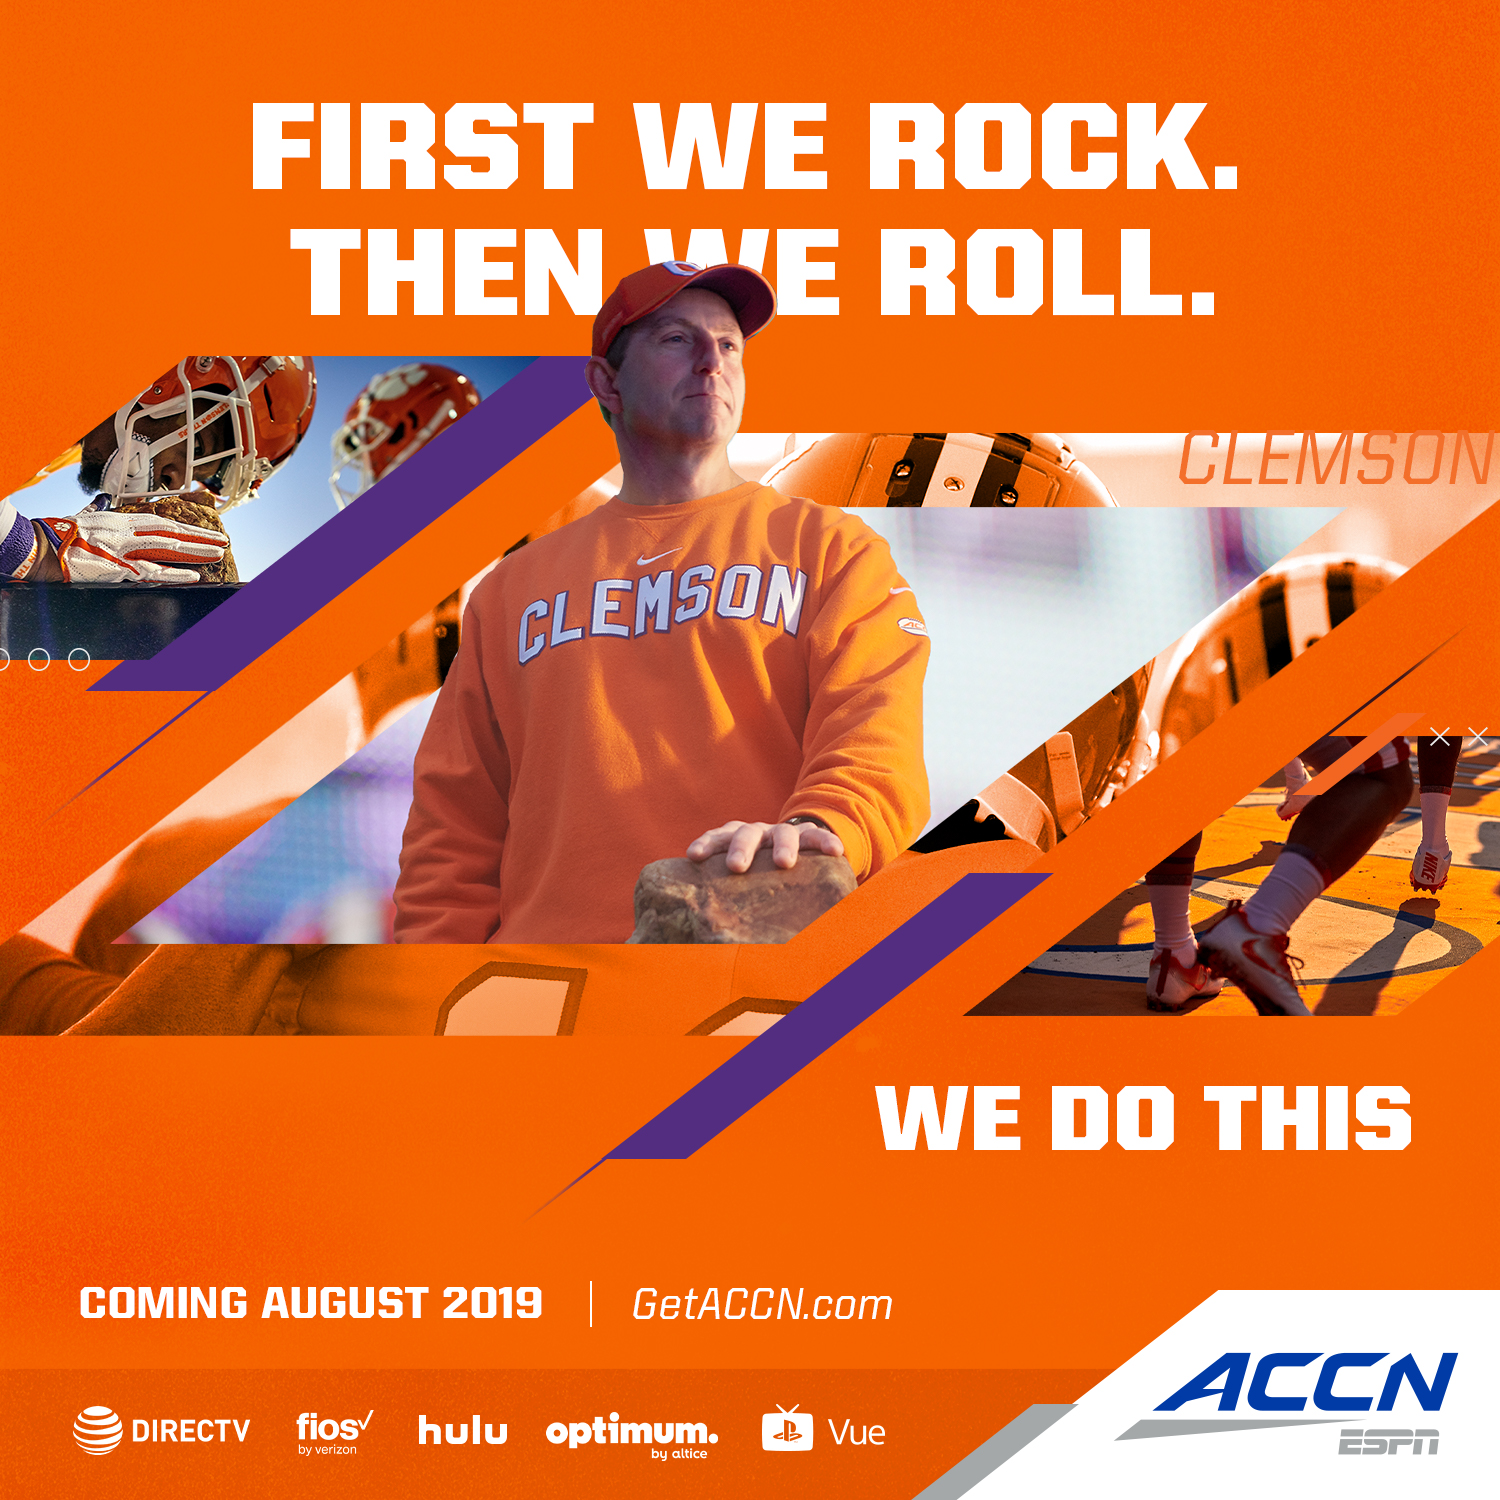 FIRST WE ROCK.
THEN WE ROLL.
CLEMSON
CLEMSON
NIKE
WE DO THIS
COMING AUGUST 2019 | GetACCN.com
DIRECTV
fios
by verizon
hulu
optimum.
by altice
Vue
ACCN
ESPN